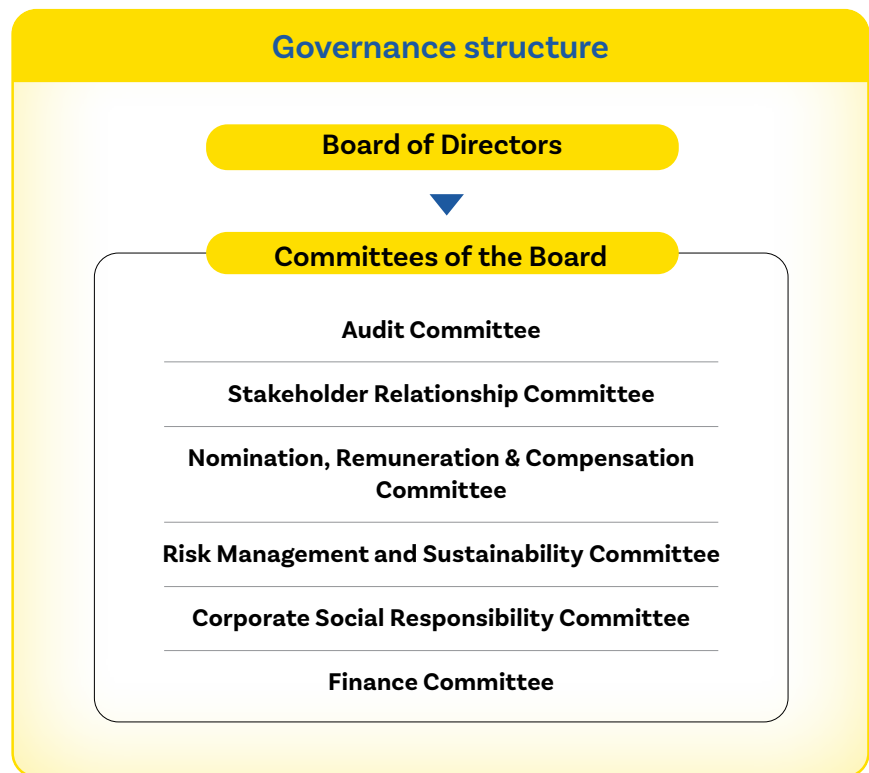 Governance structure
Board of Directors
Committees of the Board
Audit Committee
Stakeholder Relationship Committee
Nomination, Remuneration & Compensation
Committee
Risk Management and Sustainability Committee
Corporate Social Responsibility Committee
Finance Committee